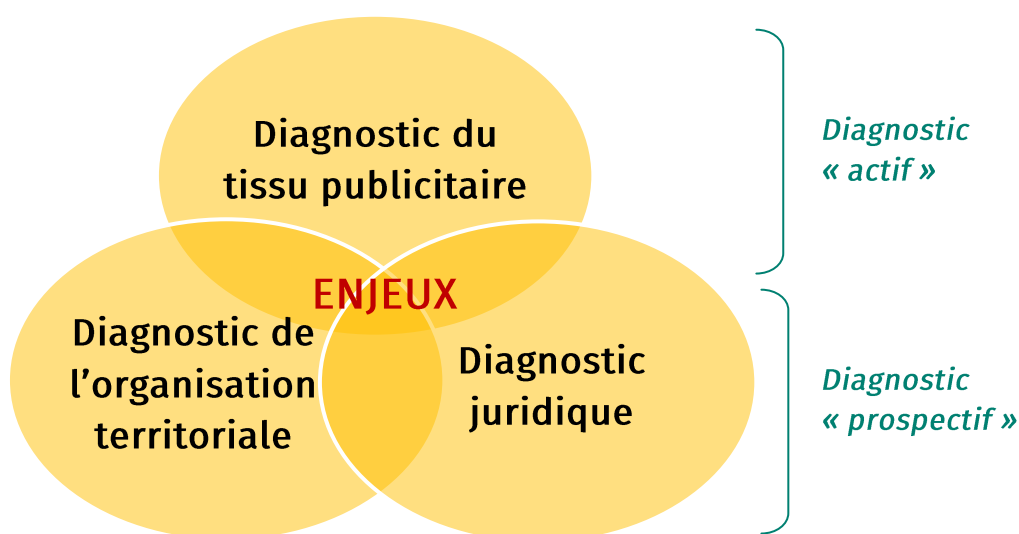 Diagnostic du
tissu publicitaire
Diagnostic
« actif »
ENJEUX
Diagnostic de
l’organisation
territoriale
Diagnostic
juridique
Diagnostic
« prospectif »